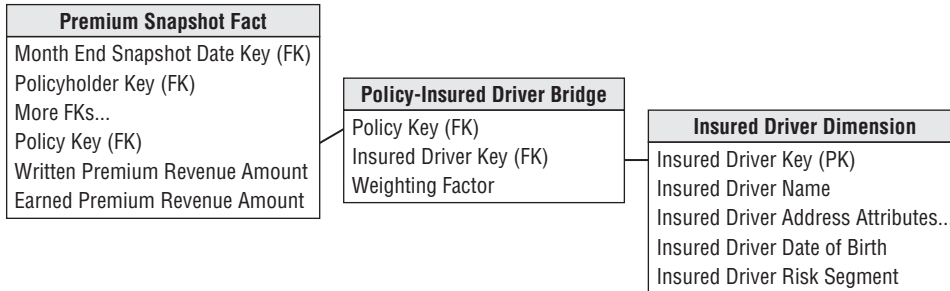 Premium Snapshot Fact
Month End Snapshot Date Key (FK)
Policyholder Key (FK)
More FKs...
Policy Key (FK)
Written Premium Revenue Amount
Earned Premium Revenue Amount
Policy-Insured Driver Bridge
Policy Key (FK)
Insured Driver Key (FK)
Weighting Factor
Insured Driver Dimension
Insured Driver Key (PK)
Insured Driver Name
Insured Driver Address Attributes...
Insured Driver Date of Birth
Insured Driver Risk Segment